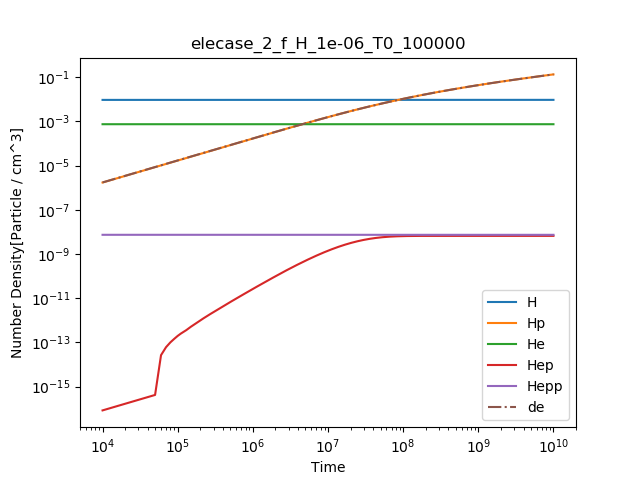 elecase_2_f_H_1e-06_T0_100000
Number Density[Particle / cm^3]
10^-1
10^-3
10^-5
10^-7
10^-9
10^-11
10^-13
10^-15
H
Hp
He
Hep
Hepp
de
10^4 10^5 10^6 10^7 10^8 10^9 10^10
Time